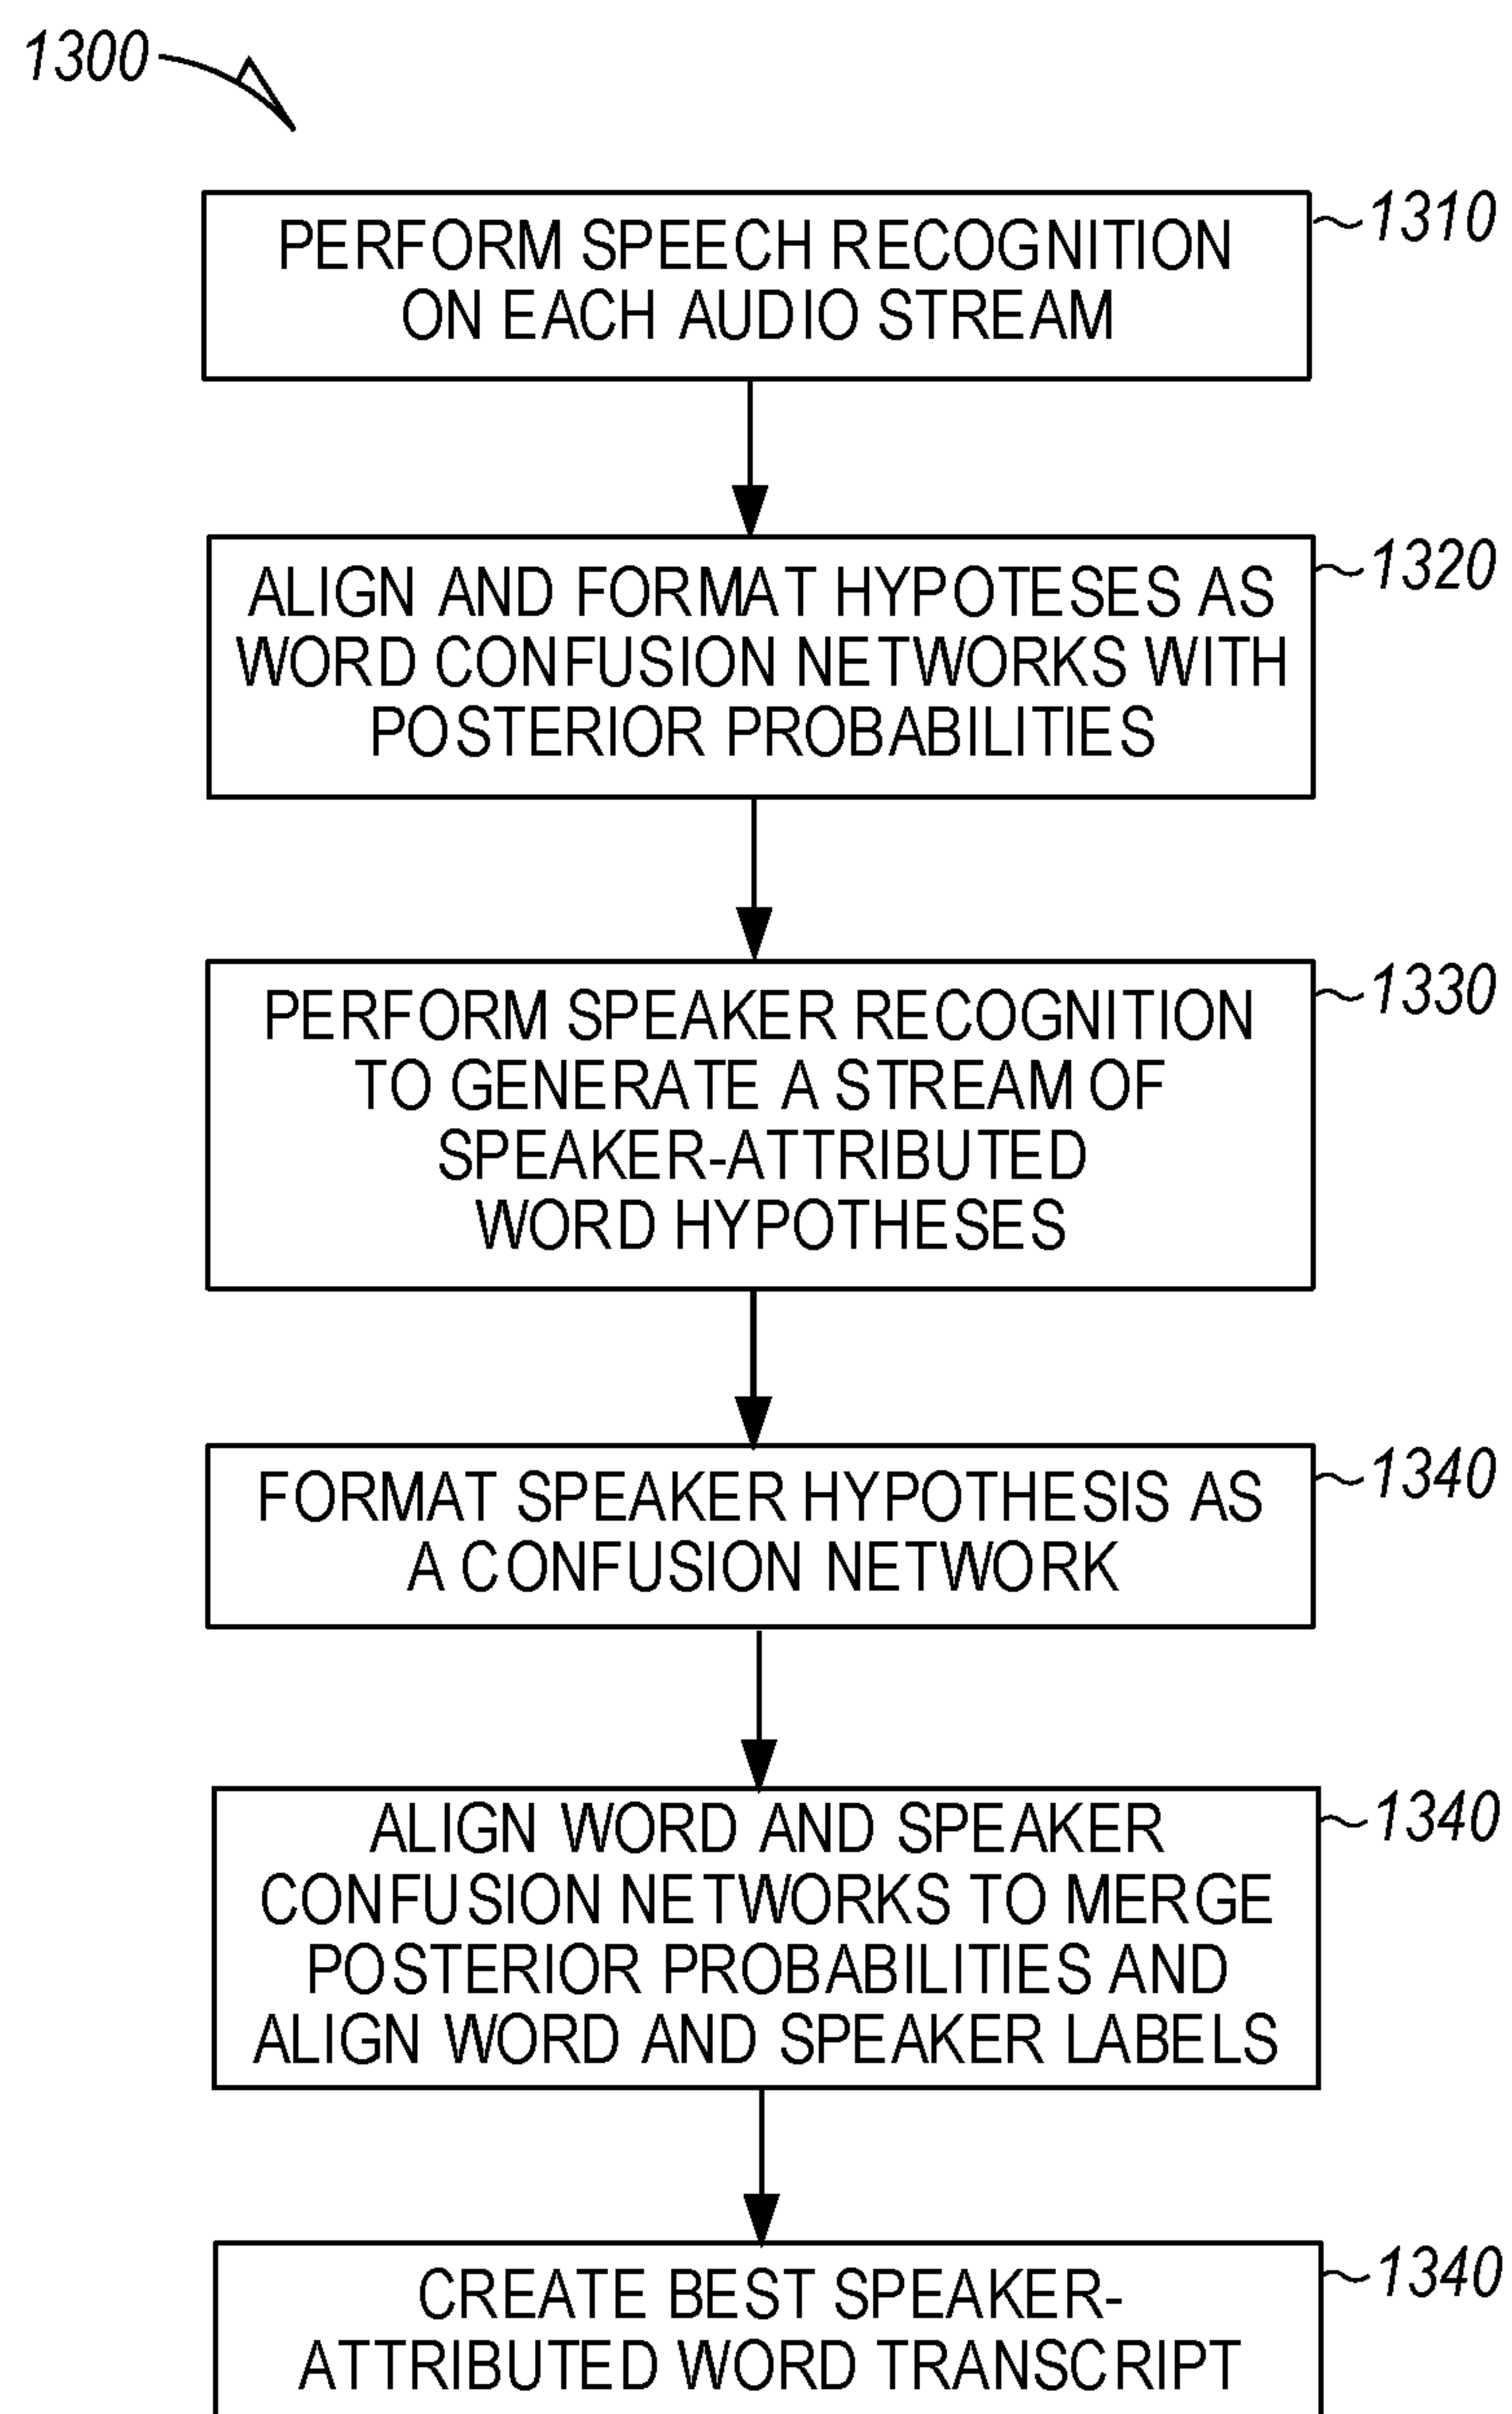 1300
PERFORM SPEECH RECOGNITION
ON EACH AUDIO STREAM
1310
ALIGN AND FORMAT HYPOTESES AS
WORD CONFUSION NETWORKS WITH
POSTERIOR PROBABILITIES
1320
PERFORM SPEAKER RECOGNITION
TO GENERATE A STREAM OF
SPEAKER-ATTRIBUTED
WORD HYPOTHESES
1330
FORMAT SPEAKER HYPOTHESIS AS
A CONFUSION NETWORK
1340
ALIGN WORD AND SPEAKER
CONFUSION NETWORKS TO MERGE
POSTERIOR PROBABILITIES AND
ALIGN WORD AND SPEAKER LABELS
1340
CREATE BEST SPEAKER-
ATTRIBUTED WORD TRANSCRIPT
1340